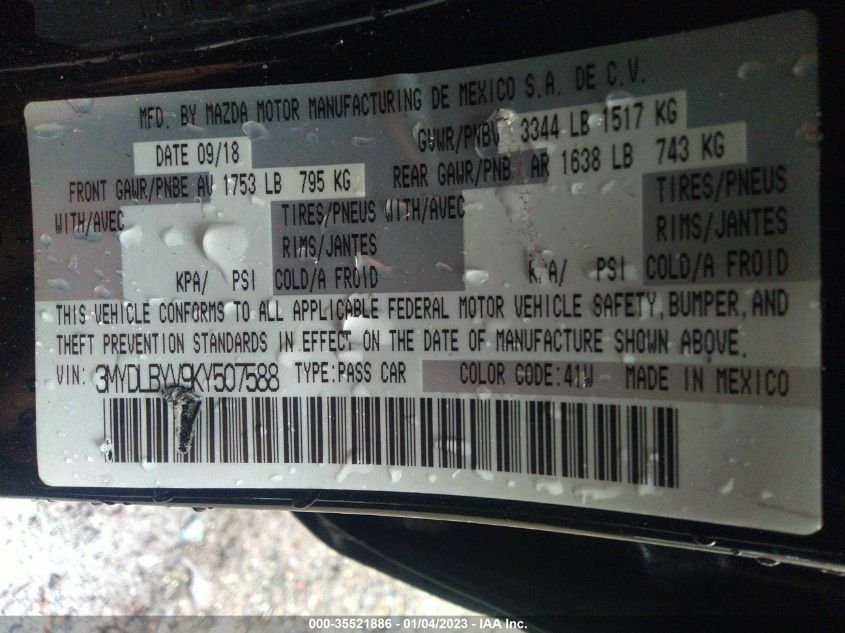 MFD. BY MAZDA MOTOR MANUFACTURING DE MEXICO S.A. DE C.V.
DATE 09/18 GVWR/PNBV 3344 LB 1517 KG
FRONT GAWR/PNBE AV 1753 LB 795 KG REAR GAWR/PNB AR 1638 LB 743 KG
WITH/AVEC TIRES/PNEUS WITH/AVEC TIRES/PNEUS
RIMS/JANTES RIMS/JANTES
KPA/ PSI COLD/A FROID KPA/ PSI COLD/A FROID
THIS VEHICLE CONFORMS TO ALL APPLICABLE FEDERAL MOTOR VEHICLE SAFETY, BUMPER, AND
THEFT PREVENTION STANDARDS IN EFFECT ON THE DATE OF MANUFACTURE SHOWN ABOVE.
VIN: 3MYDLBYV9KY507588 TYPE: PASS CAR COLOR CODE: 41W MADE IN MEXICO
000-35521886 - 01/04/2023 - IAA Inc.